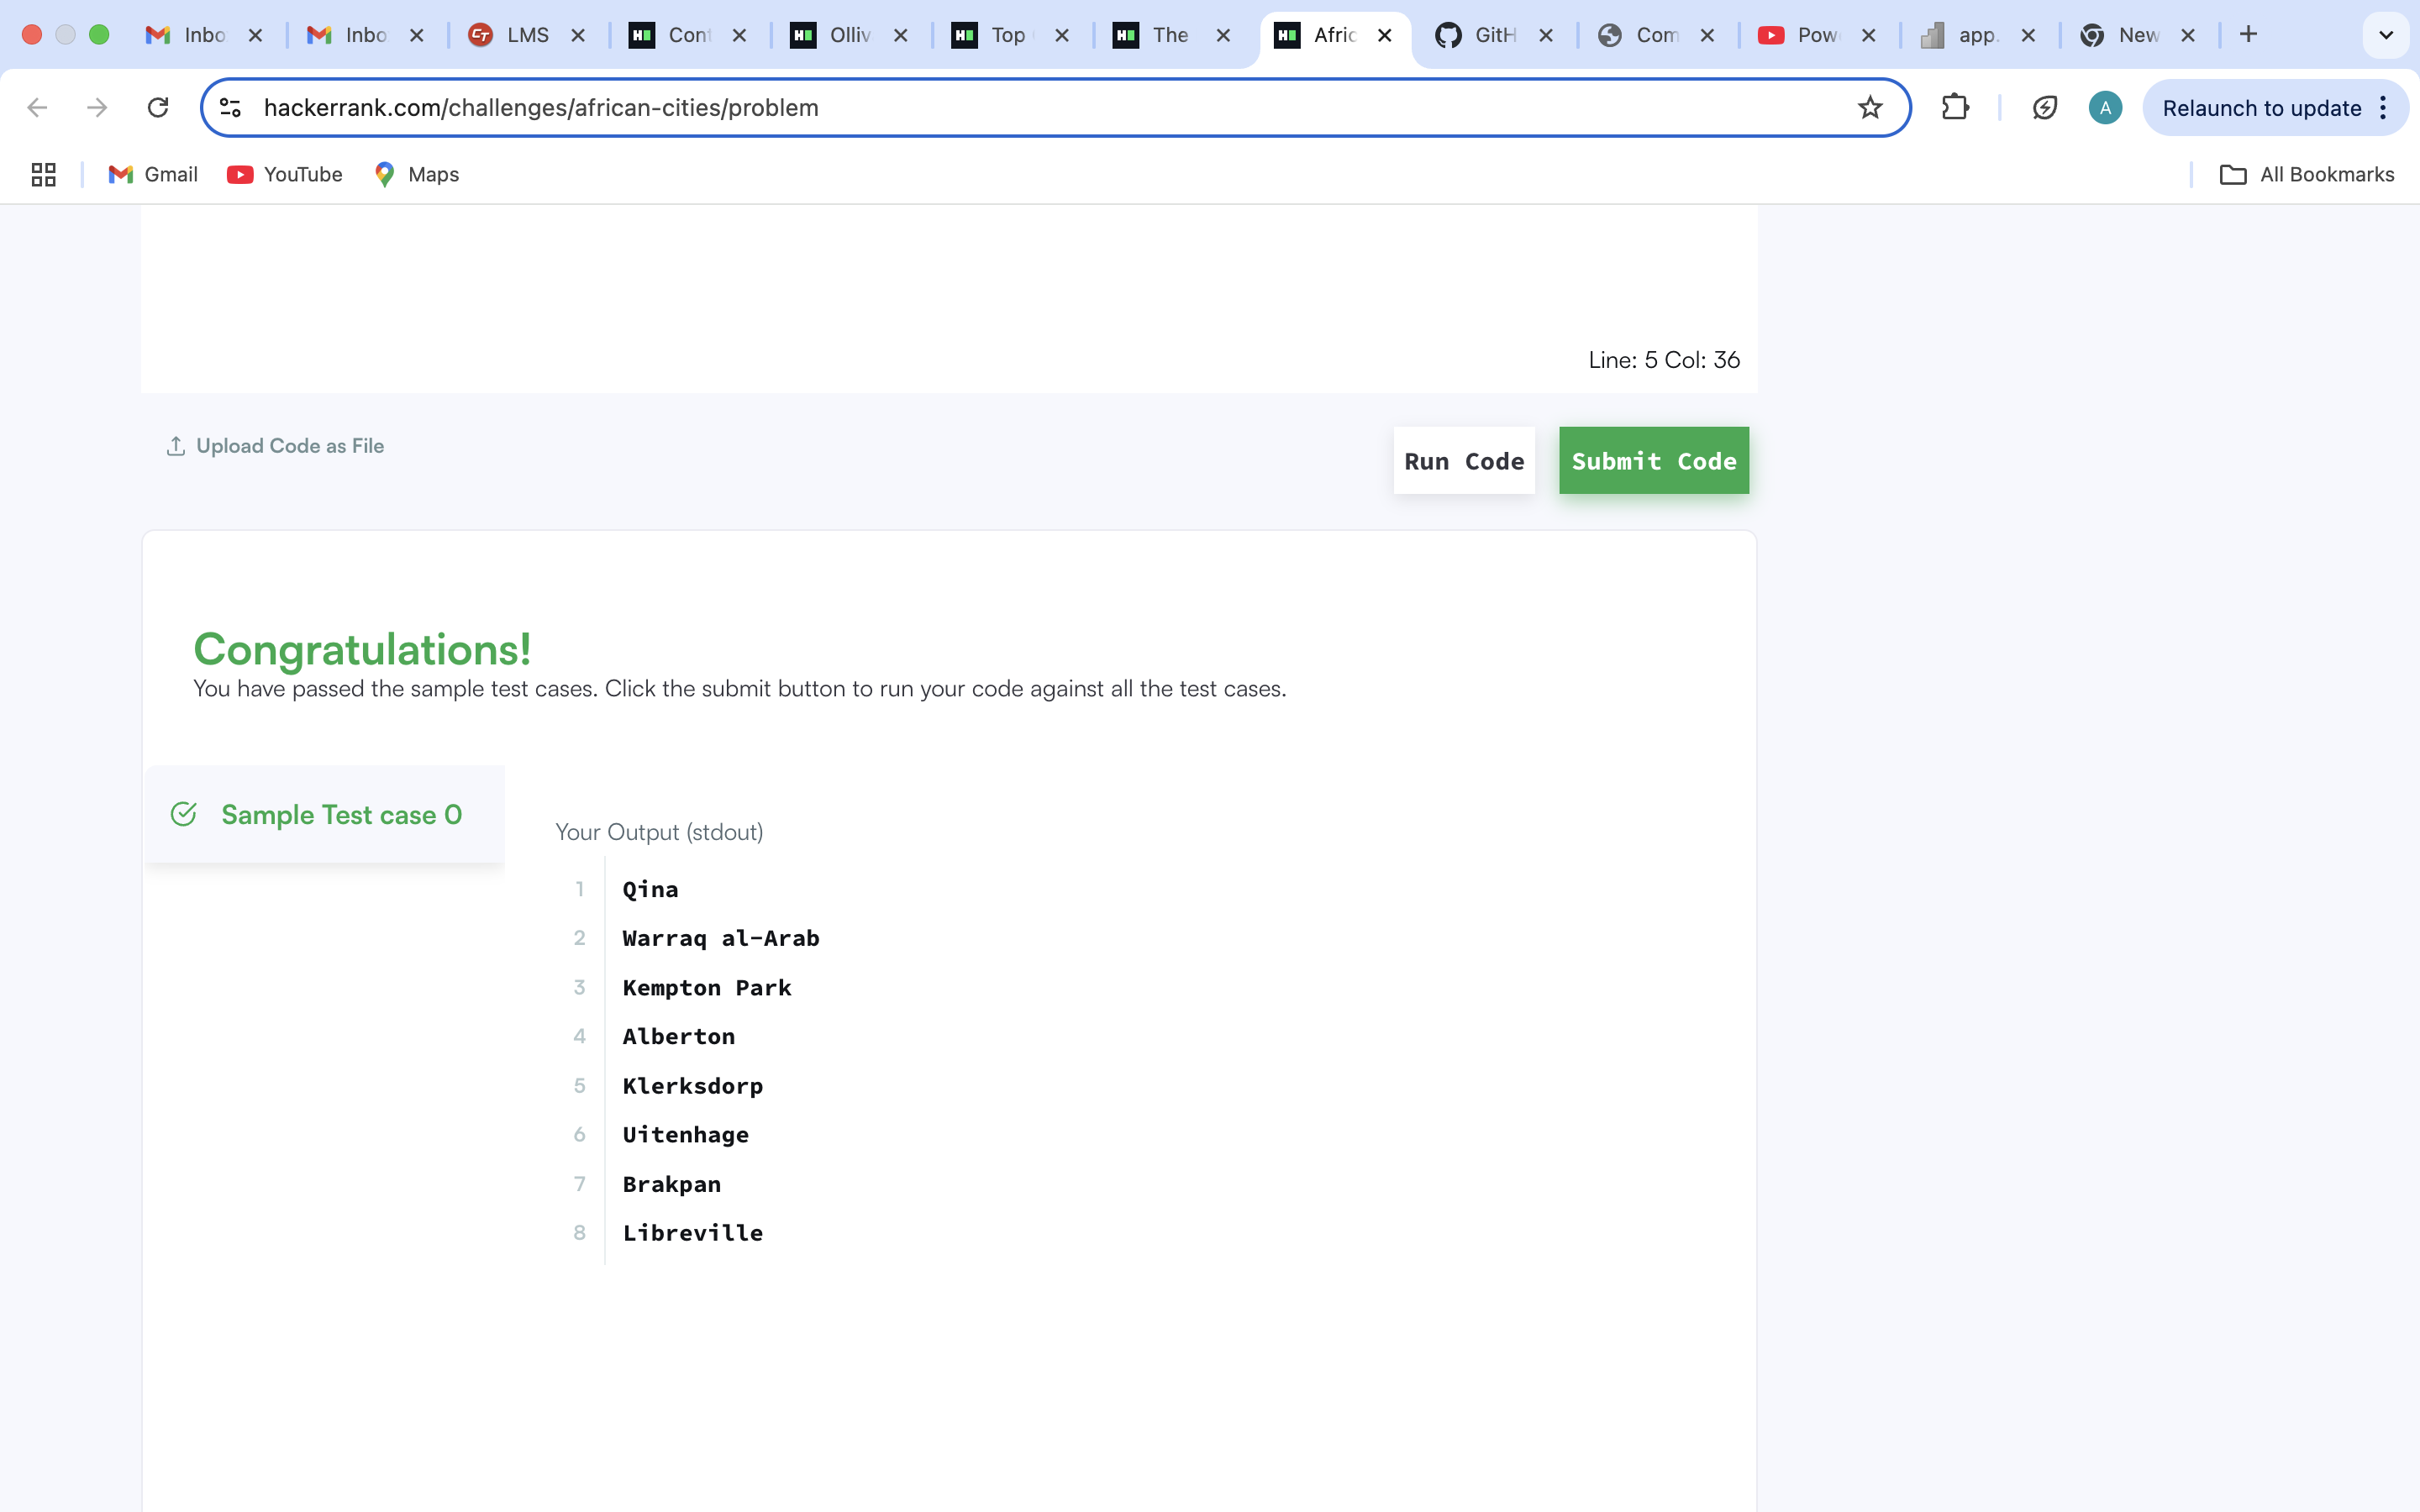 Inbo
Inbo
LMS
Cont
Olliv
Top
The
Afric
GitH
Com
Pow
app.
New
hackerrank.com/challenges/african-cities/problem
A
Relaunch to update
Gmail
YouTube
Maps
All Bookmarks
Line: 5 Col: 36
Upload Code as File
Run Code
Submit Code
Congratulations!
You have passed the sample test cases. Click the submit button to run your code against all the test cases.
Sample Test case 0
Your Output (stdout)
1 Qina
2 Warraq al-Arab
3 Kempton Park
4 Alberton
5 Klerksdorp
6 Uitenhage
7 Brakpan
8 Libreville